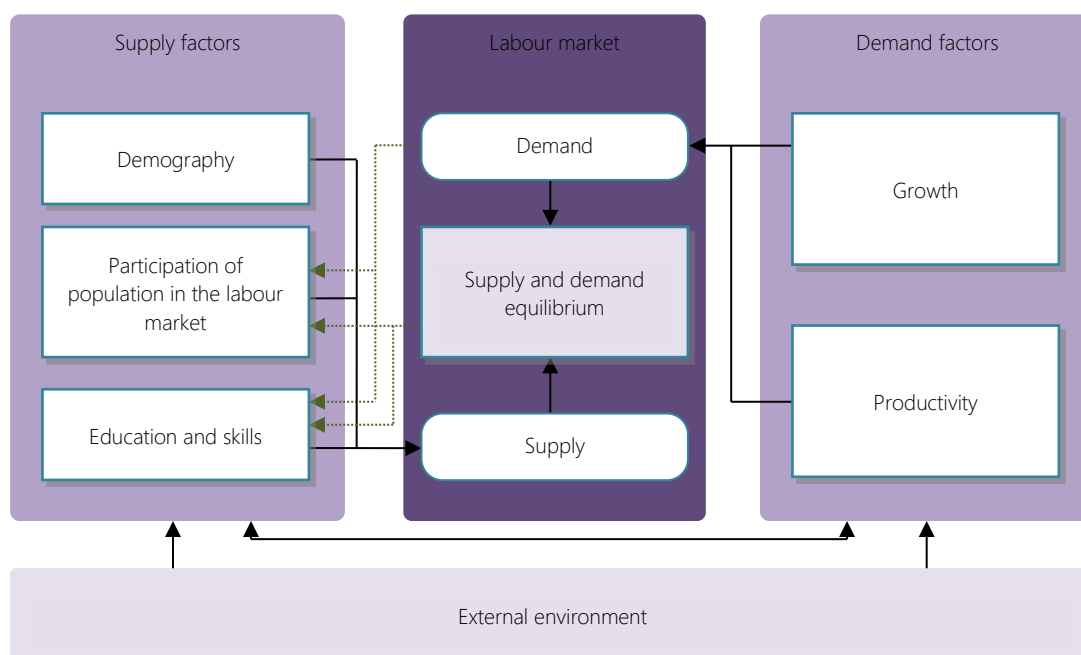 Supply factors
Demography
Participation of
population in the labour
market
Education and skills
Labour market
Demand
Supply and demand
equilibrium
Supply
Demand factors
Growth
Productivity
External environment